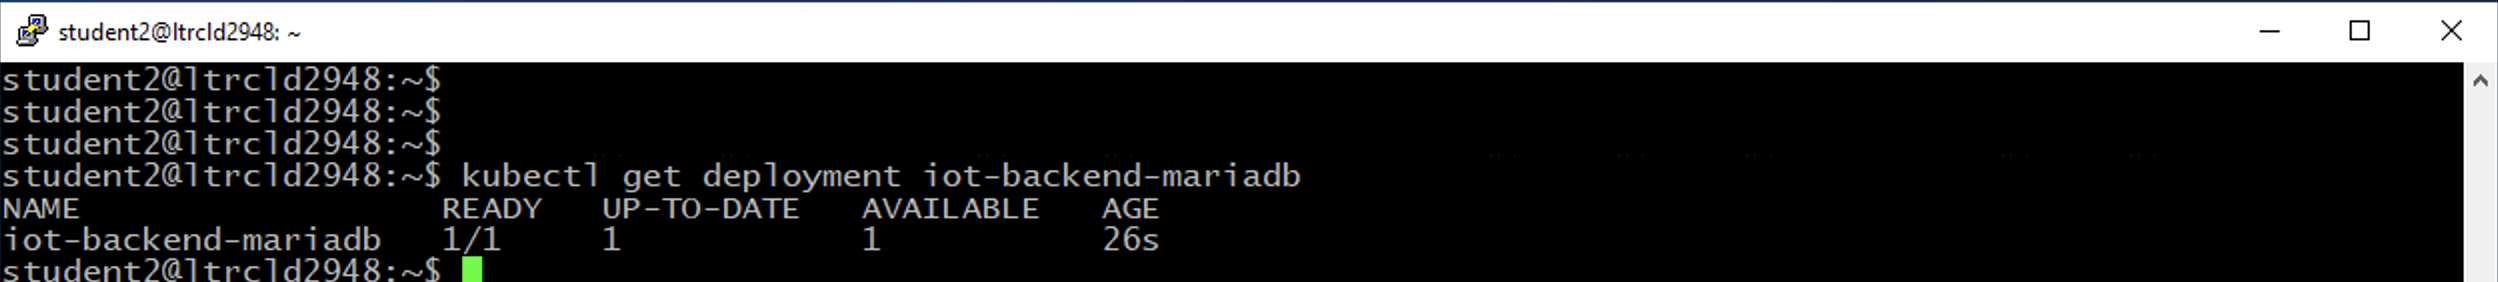 student2@ltrcld2948: ~
student2@ltrcld2948:~$
student2@ltrcld2948:~$
student2@ltrcld2948:~$
student2@ltrcld2948:~$ kubectl get deployment iot-backend-mariadb
NAME READY UP-TO-DATE AVAILABLE AGE
iot-backend-mariadb 1/1 1 1 26s
student2@ltrcld2948:~$